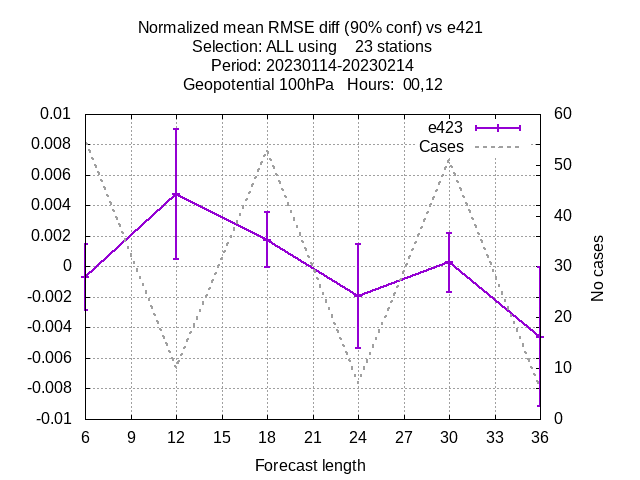 Normalized mean RMSE diff (90% conf) vs e421
Selection: ALL using    23 stations
Period: 20230114-20230214
Geopotential 100hPa   Hours:  00,12
0.01
0.008
0.006
0.004
0.002
0
-0.002
-0.004
-0.006
-0.008
-0.01
e423
Cases
60
50
40
30
20
10
0
No cases
6 9 12 15 18 21 24 27 30 33 36
Forecast length